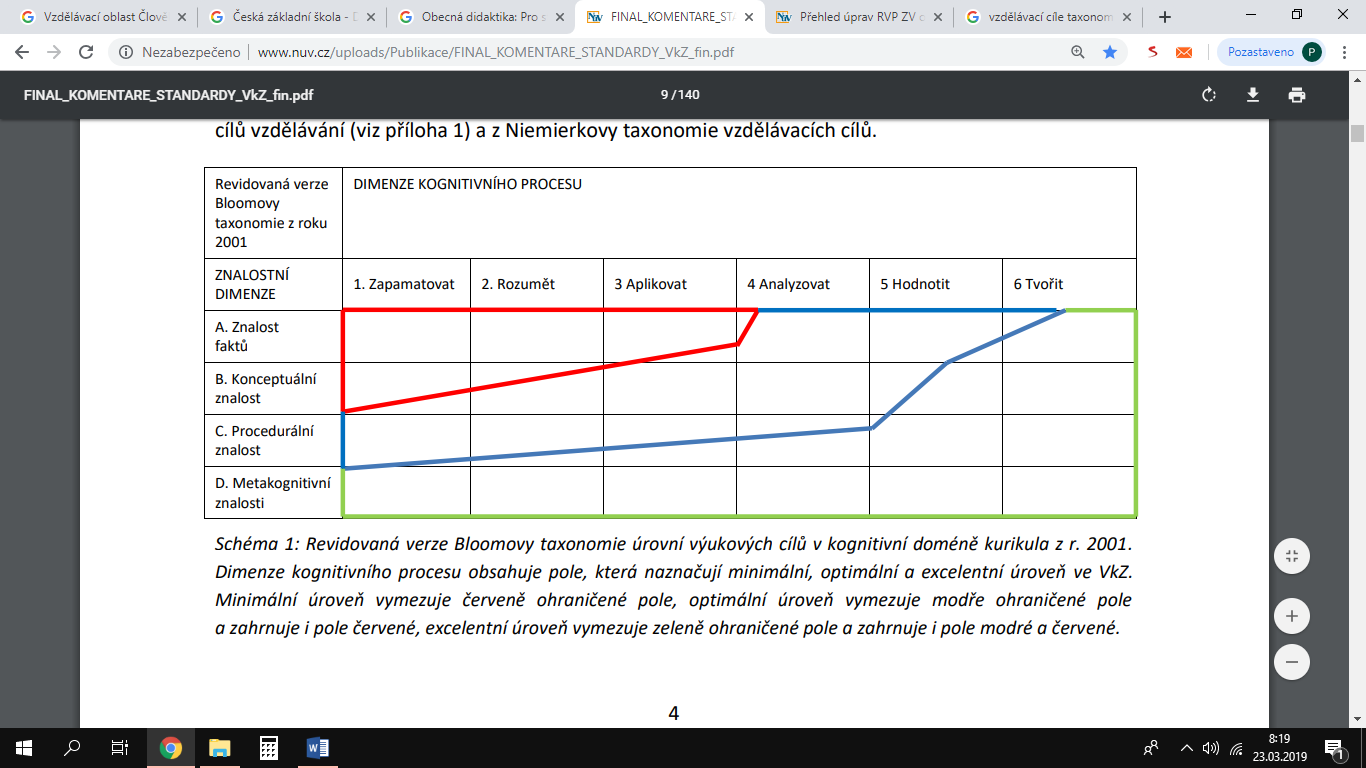 Vzdělávací oblast Člově
Česká základní škola - D
Obecná didaktika: Pro s
FINAL_KOMENTARE_STA
Přehled úprav RVP ZV o
vzdělávací cíle taxonom
Nezabezpečeno
www.nuv.cz/uploads/Publikace/FINAL_KOMENTARE_STANDARDY_VkZ_fin.pdf
Pozastaveno
P
FINAL_KOMENTARE_STANDARDY_VkZ_fin.pdf
9 / 140
cílů vzdělávání (viz příloha 1) a z Niemierkovy taxonomie vzdělávacích cílů.
Revidovaná verze
Bloomovy
taxonomie z roku
2001
DIMENZE KOGNITIVNÍHO PROCESU
ZNALOSTNÍ
DIMENZE
1. Zapamatovat
2. Rozumět
3 Aplikovat
4 Analyzovat
5 Hodnotit
6 Tvořit
A. Znalost
faktů
B. Konceptuální
znalost
C. Procedurální
znalost
D. Metakognitivní
znalosti
Schéma 1: Revidovaná verze Bloomovy taxonomie úrovní výukových cílů v kognitivní doméně kurikula z r. 2001.
Dimenze kognitivního procesu obsahuje pole, která naznačují minimální, optimální a excelentní úroveň ve VkZ.
Minimální úroveň vymezuje červeně ohraničené pole, optimální úroveň vymezuje modře ohraničené pole
a zahrnuje i pole červené, excelentní úroveň vymezuje zeleně ohraničené pole a zahrnuje i pole modré a červené.
4
8:19
23.03.2019
1